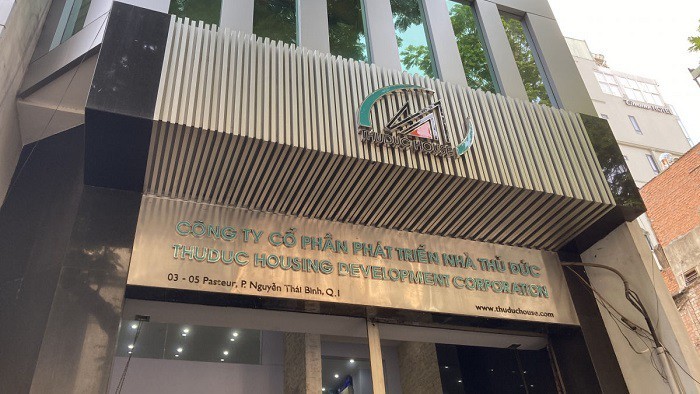 THUDUC HOUSE
CÔNG TY CỔ PHẦN PHÁT TRIỂN NHÀ THỦ ĐỨC
THUDUC HOUSING DEVELOPMENT CORPORATION
03 - 05 Pasteur, P. Nguyễn Thái Bình, Q.1
www.thuduchouse.com